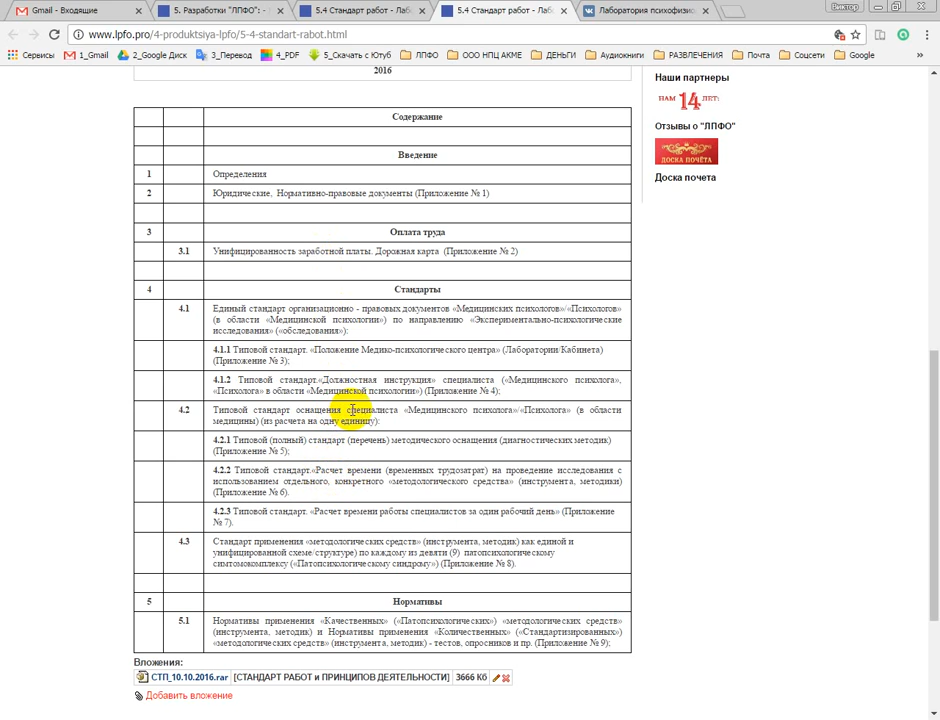 Gmail - Входящие
5. Разработки "ЛПФО": -
5.4 Стандарт работ - Лабо
5.4 Стандарт работ - Лабо
Лаборатория психофизио
Виктор
www.lpfo.pro/4-produktsiya-lpfo/5-4-standart-rabot.html
Сервисы
1_Gmail
2_Google Диск
3_Перевод
4_PDF
5_Скачать с Ютуб
ЛПФО
ООО НПЦ АКМЕ
ДЕНЬГИ
Аудиокниги
РАЗВЛЕЧЕНИЯ
Почта
Соцсети
Google
»
2016
Содержание
Введение
1 Определения
2 Юридические, Нормативно-правовые документы (Приложение № 1)
3 Оплата труда
3.1 Унифицированность заработной платы, Дорожная карта (Приложение № 2)
4 Стандарты
4.1 Единый стандарт организационно - правовых документов «Медицинских психологов»/«Психологов»
(в области «Медицинской психологии») по направлению «Экспериментально-психологические
исследования» («обследования»):
4.1.1 Типовой стандарт. «Положение Медико-психологического центра» (Лаборатории/Кабинета)
(Приложение № 3);
4.1.2 Типовой стандарт.«Должностная инструкция» специалиста («Медицинского психолога»,
«Психолога» в области «Медицинской психологии») (Приложение № 4);
4.2 Типовой стандарт оснащения специалиста «Медицинского психолога»/«Психолога» (в области
медицины) (из расчета на одну единицу):
4.2.1 Типовой (полный) стандарт (перечень) методического оснащения (диагностических методик)
(Приложение № 5);
4.2.2 Типовой стандарт.«Расчет времени (временных трудозатрат) на проведение исследования с
использованием отдельного, конкретного «методологического средства» (инструмента, методики)
(Приложение № 6).
4.2.3 Типовой стандарт. «Расчет времени работы специалистов за один рабочий день» (Приложение
№ 7).
4.3 Стандарт применения «методологических средств» (инструмента, методик) как единой и
унифицированной схеме/структуре) по каждому из девяти (9) патопсихологическому
симтомокомплексу («Патопсихологическому синдрому») (Приложение № 8).
5 Нормативы
5.1 Нормативы применения «Качественных» («Патопсихологических») «методологических средств»
(инструмента, методик) и Нормативы применения «Количественных» («Стандартизированных»)
«методологических средств» (инструмента, методик) - тестов, опросников и пр. (Приложение № 9);
Вложения:
СТП_10.10.2016.rar [СТАНДАРТ РАБОТ и ПРИНЦИПОВ ДЕЯТЕЛЬНОСТИ] 3666 Кб
Добавить вложение
Наши партнеры
НАМ 14 ЛЕТ!
Отзывы о "ЛПФО"
ДОСКА ПОЧЁТА
Доска почета